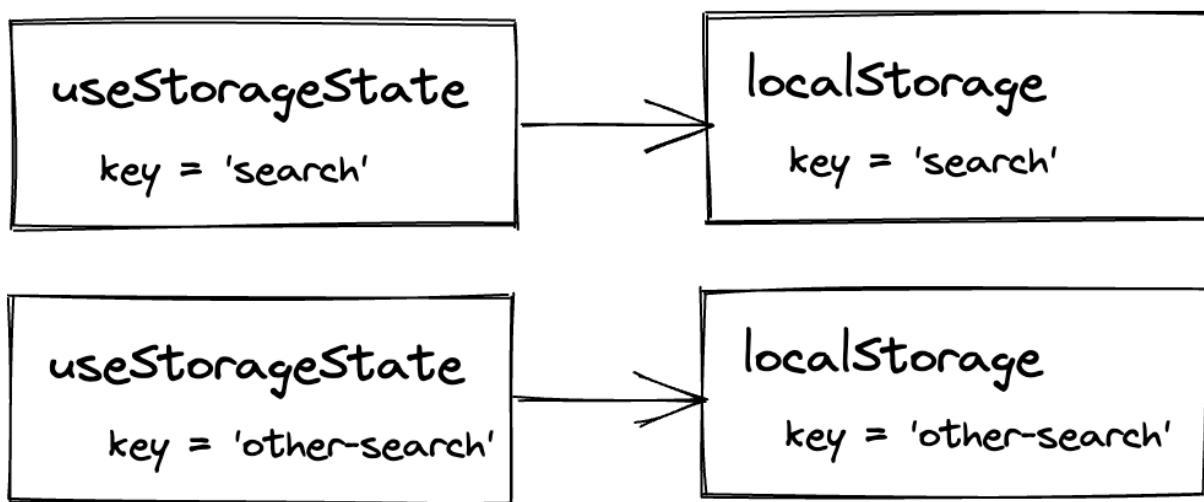 useStorageState
key = 'search'
localStorage
key = 'search'
useStorageState
key = 'other-search'
localStorage
key = 'other-search'